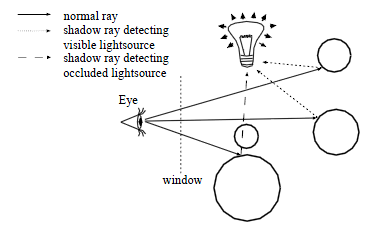 normal ray
shadow ray detecting
visible lightsource
shadow ray detecting
occluded lightsource
Eye
window